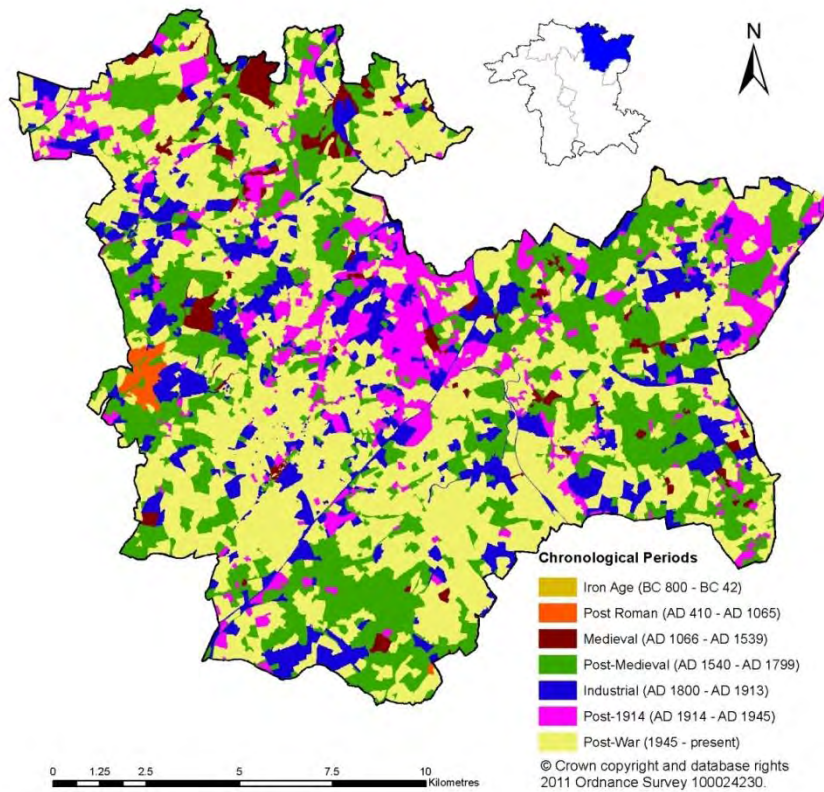 N
Chronological Periods
Iron Age (BC 800 - BC 42)
Post Roman (AD 410 - AD 1065)
Medieval (AD 1066 - AD 1539)
Post-Medieval (AD 1540 - AD 1799)
Industrial (AD 1800 - AD 1913)
Post-1914 (AD 1914 - AD 1945)
Post-War (1945 - present)
© Crown copyright and database rights
2011 Ordnance Survey 100024230.
0 1.25 2.5 5 7.5 10
Kilometres